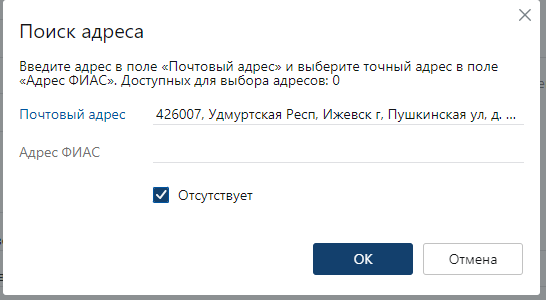 Поиск адреса
Введите адрес в поле «Почтовый адрес» и выберите точный адрес в поле
«Адрес ФИАС». Доступных для выбора адресов: 0
Почтовый адрес 426007, Удмуртская Респ, Ижевск г, Пушкинская ул, д. ...
Адрес ФИАС
Отсутствует
ОК Отмена